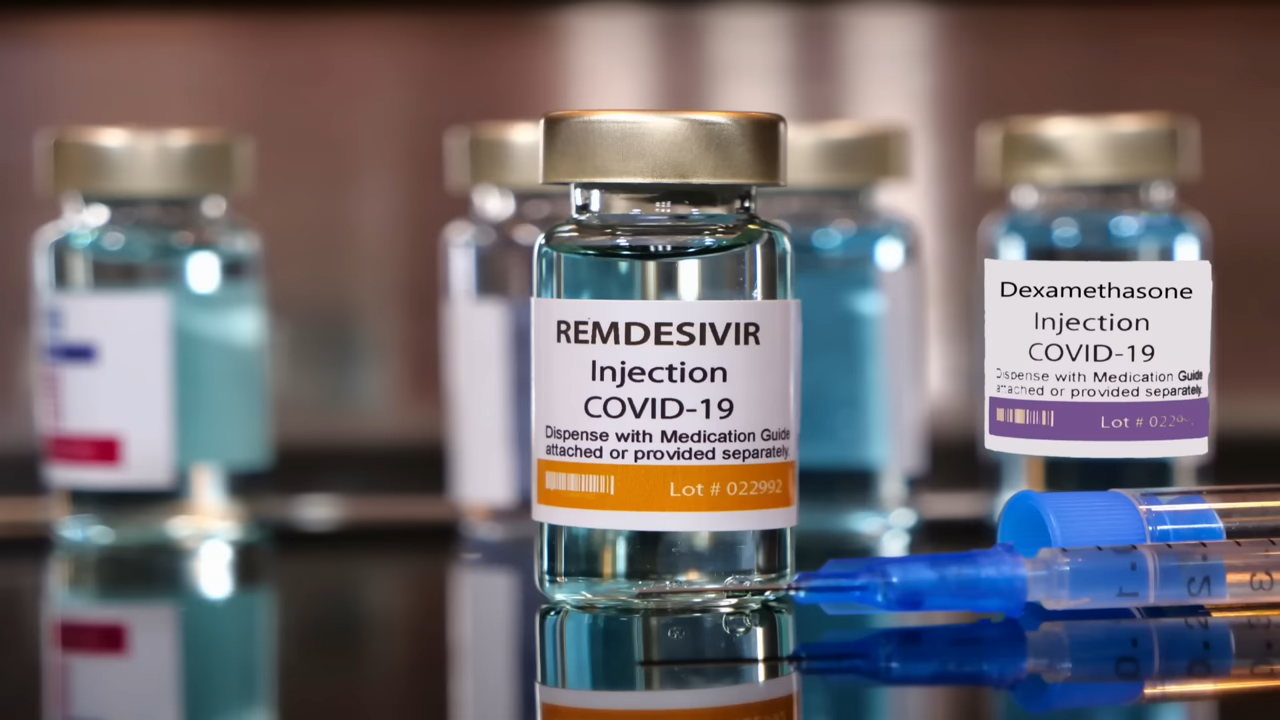 REMDESIVIR
Injection
COVID-19
Dispense with Medication Guide
attached or provided separately.
Lot # 022992
Dexamethasone
Injection
COVID-19
Dispense with Medication Guide
attached or provided separately.
Lot #